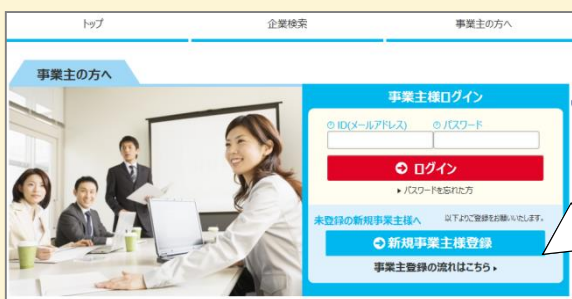 トップ 企業検索 事業主の方へ
事業主の方へ
事業主様ログイン
ID(メールアドレス) パスワード
ログイン
パスワードを忘れた方
未登録の新規事業主様へ 以下よりご登録をお願いいたします。
新規事業主様登録
事業主登録の流れはこちら